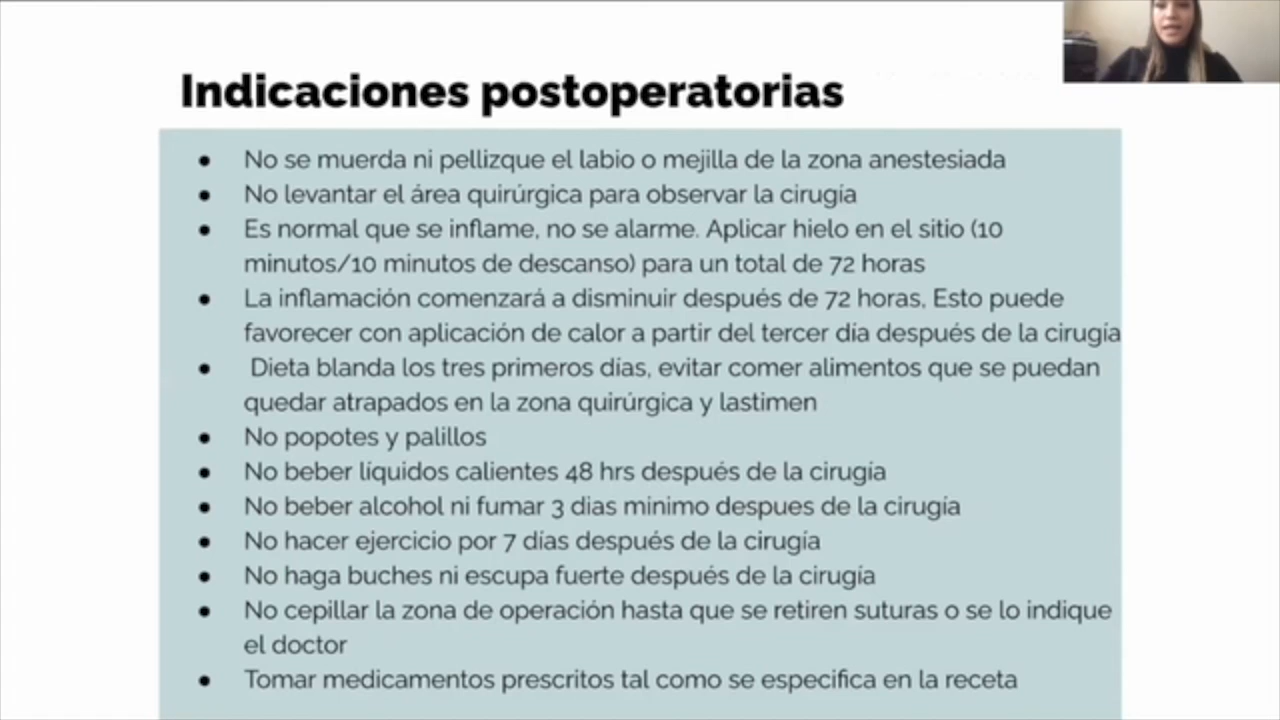 Indicaciones postoperatorias
● No se muerda ni pellizque el labio o mejilla de la zona anestesiada
● No levantar el área quirúrgica para observar la cirugía
● Es normal que se inflame, no se alarme. Aplicar hielo en el sitio (10
minutos/10 minutos de descanso) para un total de 72 horas
● La inflamación comenzará a disminuir después de 72 horas, Esto puede
favorecer con aplicación de calor a partir del tercer día después de la cirugía
● Dieta blanda los tres primeros días, evitar comer alimentos que se puedan
quedar atrapados en la zona quirúrgica y lastimen
● No popotes y palillos
● No beber líquidos calientes 48 hrs después de la cirugía
● No beber alcohol ni fumar 3 dias minimo despues de la cirugía
● No hacer ejercicio por 7 días después de la cirugía
● No haga buches ni escupa fuerte después de la cirugía
● No cepillar la zona de operación hasta que se retiren suturas o se lo indique
el doctor
● Tomar medicamentos prescritos tal como se especifica en la receta